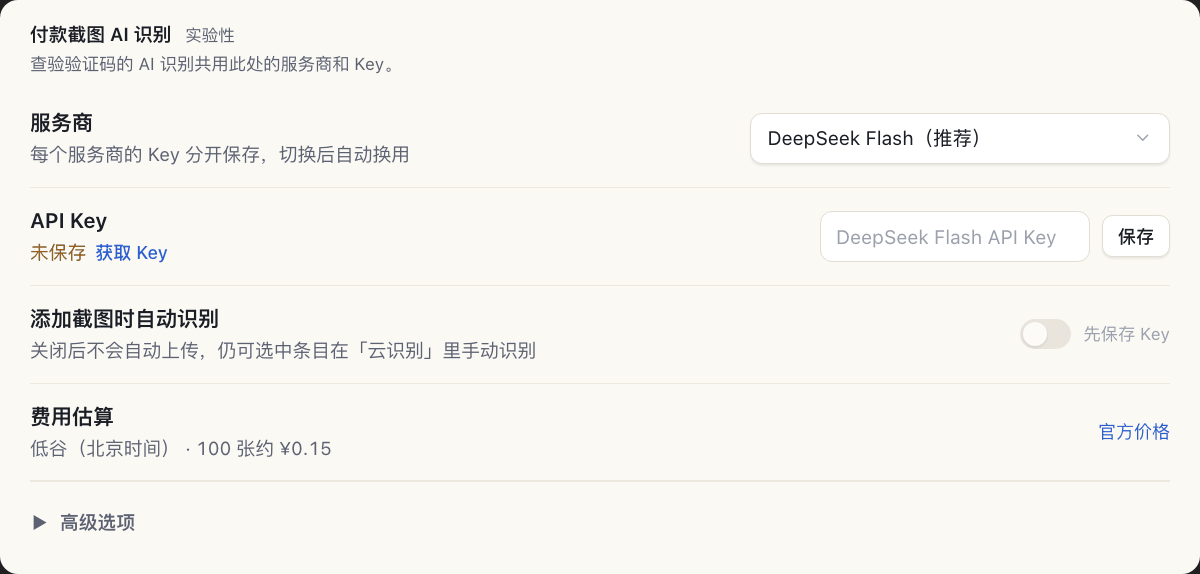 付款截图 AI 识别 实验性
查验验证码的 AI 识别共用此处的服务商和 Key。
服务商
每个服务商的 Key 分开保存，切换后自动换用
DeepSeek Flash（推荐）
API Key
未保存 获取 Key
DeepSeek Flash API Key
保存
添加截图时自动识别
关闭后不会自动上传，仍可选中条目在「云识别」里手动识别
先保存 Key
费用估算
低谷（北京时间） · 100 张约 ¥0.15
官方价格
▶ 高级选项